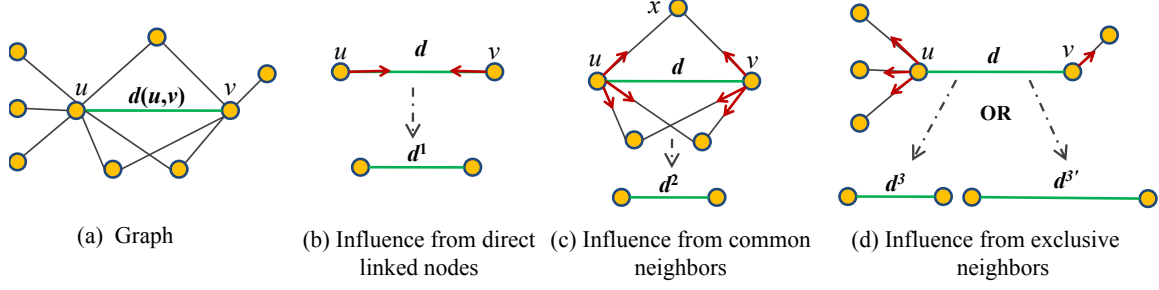 u
v
d(u,v)
(a) Graph
u
d
v
d¹
(b) Influence from direct
linked nodes
x
u
d
v
d²
(c) Influence from common
neighbors
u
d
v
OR
d³
d³'
(d) Influence from exclusive
neighbors